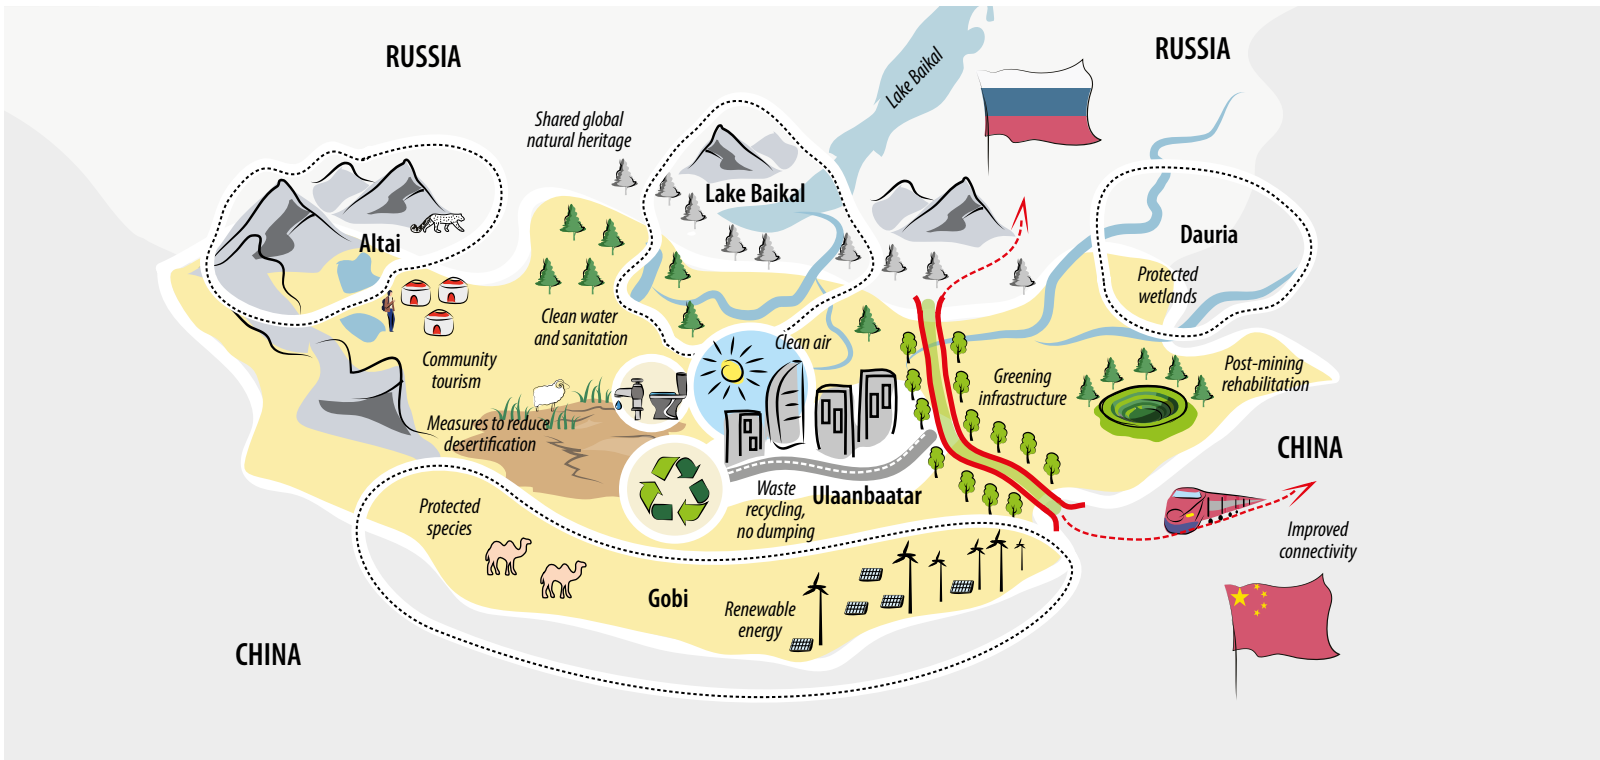 RUSSIA
RUSSIA
Lake Baikal
Shared global
natural heritage
Lake Baikal
Altai
Dauria
Protected
wetlands
Clean water
and sanitation
Clean air
Community
tourism
Greening
infrastructure
Post-mining
rehabilitation
Measures to reduce
desertification
CHINA
Waste
recycling,
no dumping
Ulaanbaatar
Protected
species
Improved
connectivity
Gobi
Renewable
energy
CHINA